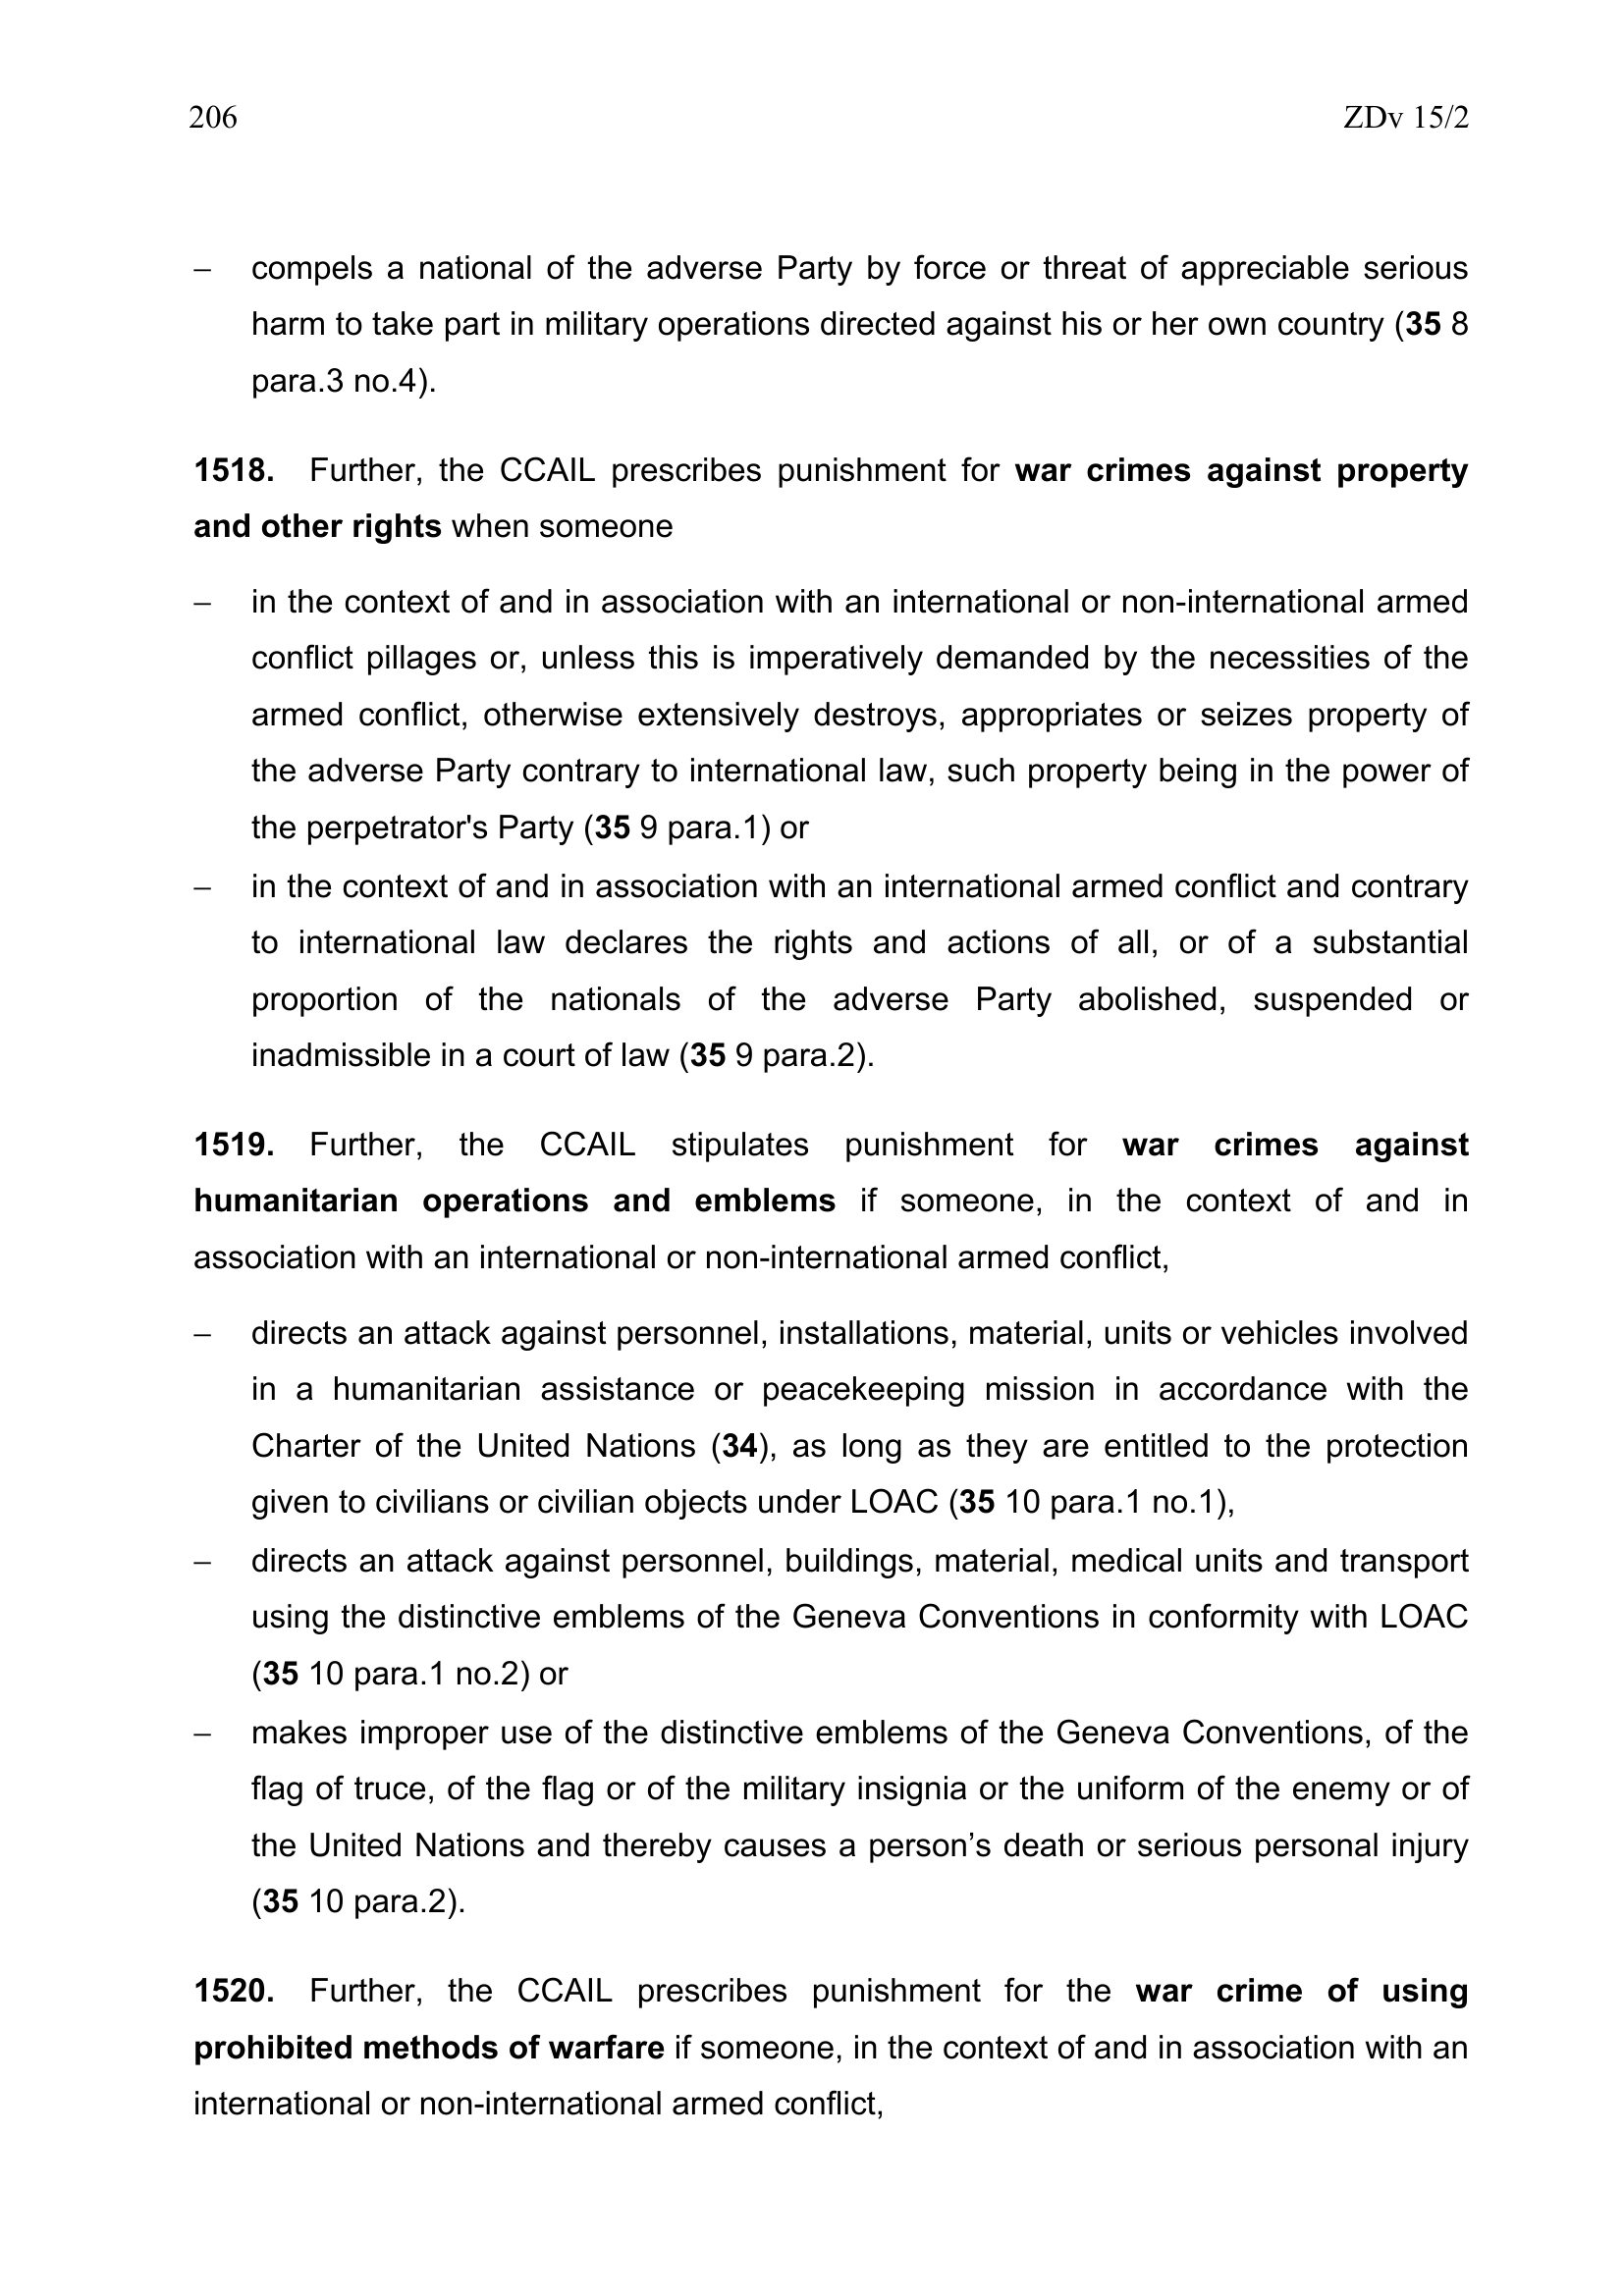 206 ZDv 15/2
– compels a national of the adverse Party by force or threat of appreciable serious
harm to take part in military operations directed against his or her own country (35 8
para.3 no.4).
1518. Further, the CCAIL prescribes punishment for war crimes against property
and other rights when someone
– in the context of and in association with an international or non-international armed
conflict pillages or, unless this is imperatively demanded by the necessities of the
armed conflict, otherwise extensively destroys, appropriates or seizes property of
the adverse Party contrary to international law, such property being in the power of
the perpetrator's Party (35 9 para.1) or
– in the context of and in association with an international armed conflict and contrary
to international law declares the rights and actions of all, or of a substantial
proportion of the nationals of the adverse Party abolished, suspended or
inadmissible in a court of law (35 9 para.2).
1519. Further, the CCAIL stipulates punishment for war crimes against
humanitarian operations and emblems if someone, in the context of and in
association with an international or non-international armed conflict,
– directs an attack against personnel, installations, material, units or vehicles involved
in a humanitarian assistance or peacekeeping mission in accordance with the
Charter of the United Nations (34), as long as they are entitled to the protection
given to civilians or civilian objects under LOAC (35 10 para.1 no.1),
– directs an attack against personnel, buildings, material, medical units and transport
using the distinctive emblems of the Geneva Conventions in conformity with LOAC
(35 10 para.1 no.2) or
– makes improper use of the distinctive emblems of the Geneva Conventions, of the
flag of truce, of the flag or of the military insignia or the uniform of the enemy or of
the United Nations and thereby causes a person’s death or serious personal injury
(35 10 para.2).
1520. Further, the CCAIL prescribes punishment for the war crime of using
prohibited methods of warfare if someone, in the context of and in association with an
international or non-international armed conflict,